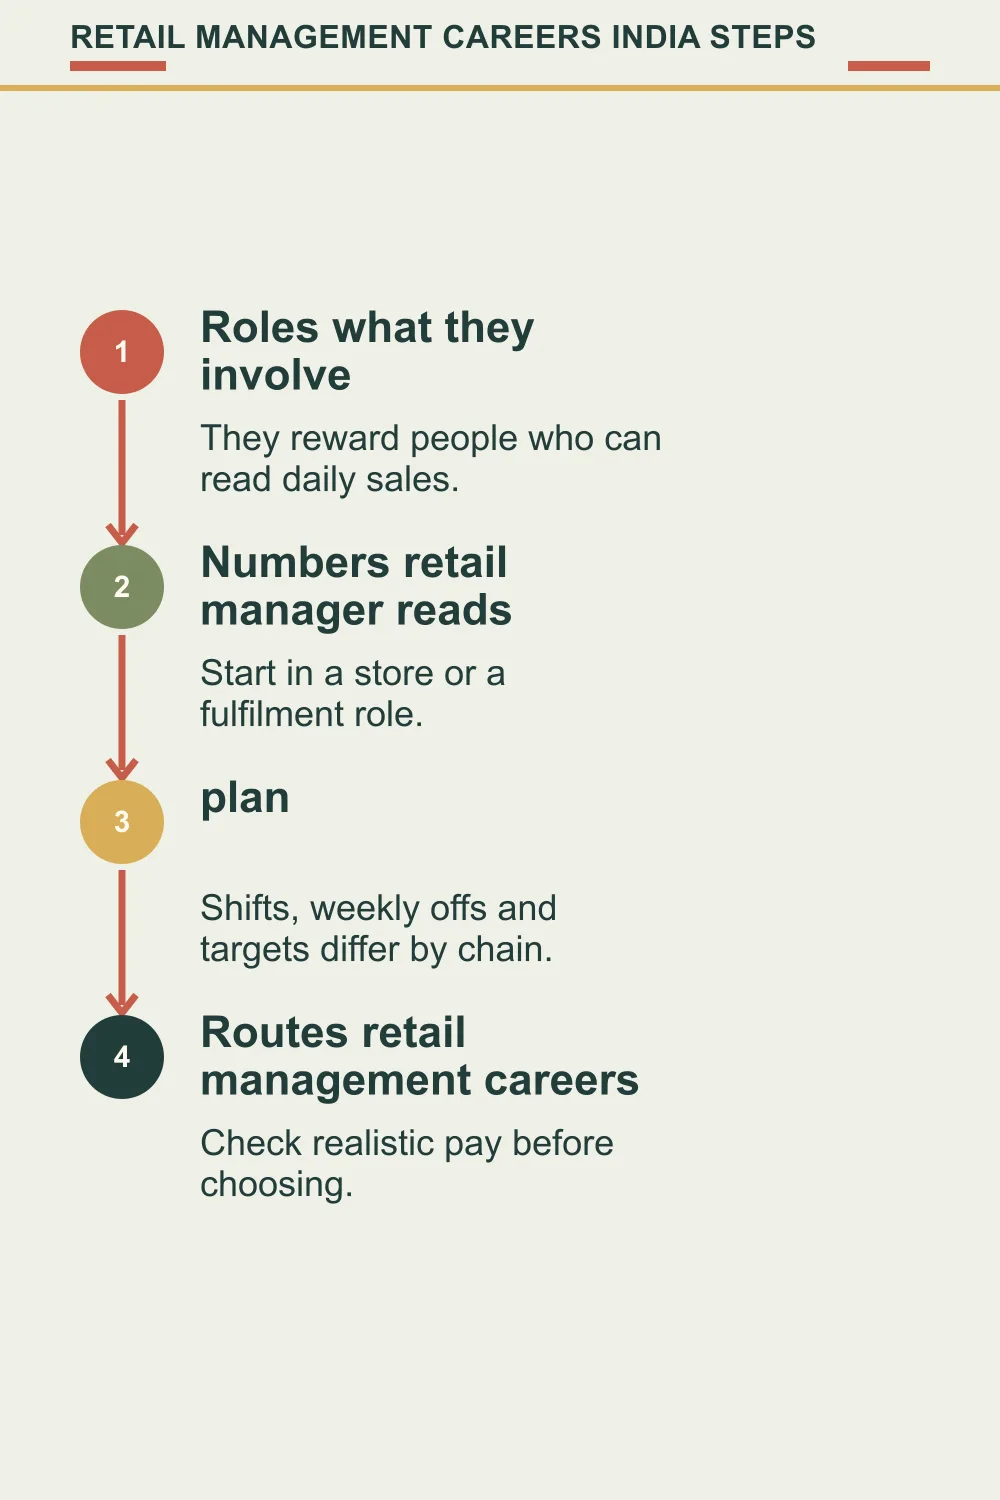 RETAIL MANAGEMENT CAREERS INDIA STEPS
1
Roles what they
involve
They reward people who can
read daily sales.
2
Numbers retail
manager reads
Start in a store or a
fulfilment role.
3
plan
Shifts, weekly offs and
targets differ by chain.
4
Routes retail
management careers
Check realistic pay before
choosing.